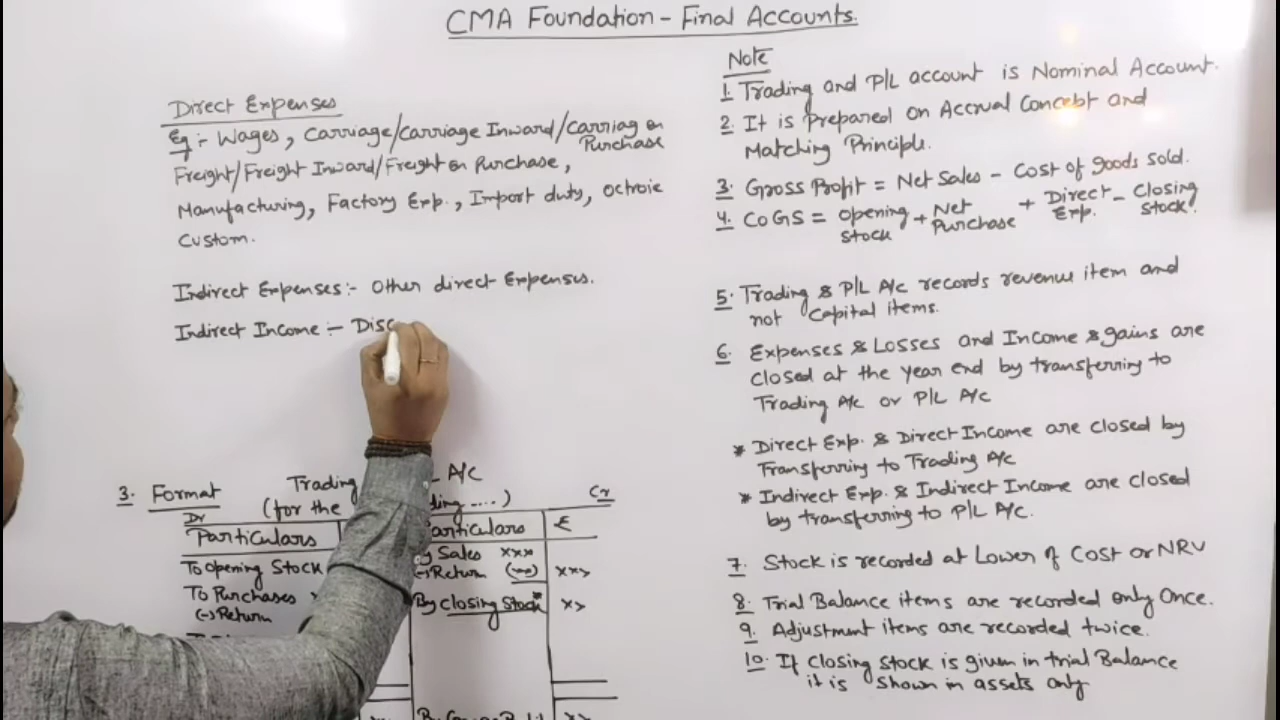 CMA Foundation - Final Accounts.
Direct Expenses
Eg :- Wages, Carriage/Carriage Inward/Carriag on Purchase
Freight/Freight Inward/Freight on Purchase,
Manufacturing, Factory Exp., Import duty, Octroie
Custom.
Indirect Expenses:- Other direct Expenses.
Indirect Income :- Disc
3. Format
Trading L A/c
(for the ding ....)
Dr
Cr
Particulars
articulars ₹
To Opening Stock
y Sales xxx
(-) Return (xx) xxx
To Purchases
(-) Return
By Closing Stock* xx
Note
1. Trading and P/L account is Nominal Account.
2. It is Prepared on Accrual Concept and
Matching Principle.
3. Gross Profit = Net Sales - Cost of goods sold.
4. COGS = Opening Stock + Net Purchase + Direct Exp. - Closing Stock.
5. Trading & P/L A/c records revenue item and
not Capital items.
6. Expenses & Losses and Income & gains are
closed at the year end by transferring to
Trading A/c or P/L A/c
* Direct Exp. & Direct Income are closed by
Transferring to Trading A/c
* Indirect Exp. & Indirect Income are closed
by transferring to P/L A/c.
7. Stock is recorded at Lower of Cost or NRV
8. Trial Balance items are recorded only Once.
9. Adjustment items are recorded twice.
10. If Closing Stock is given in trial Balance
it is shown in assets only